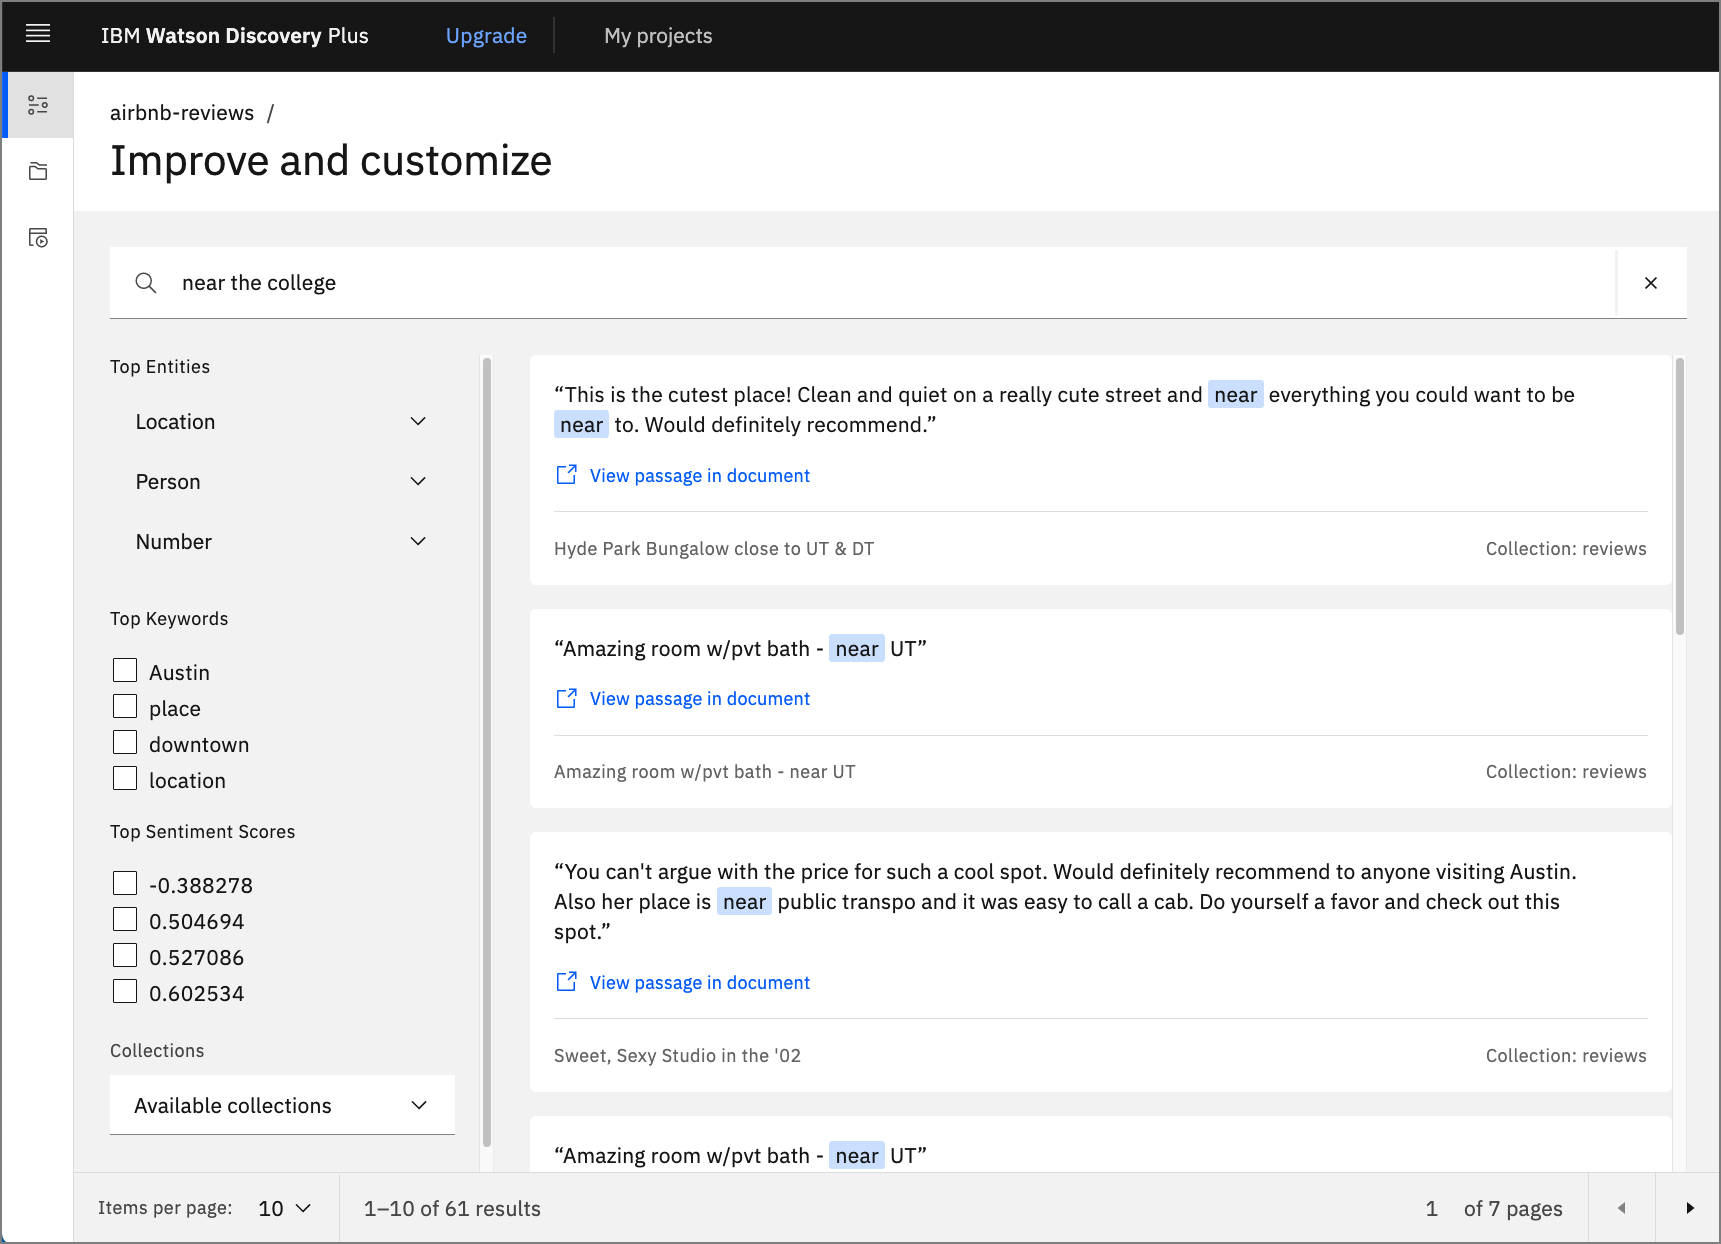 IBM Watson Discovery Plus
Upgrade
My projects
airbnb-reviews /
Improve and customize
near the college
Top Entities
Location
Person
Number
Top Keywords
Austin
place
downtown
location
Top Sentiment Scores
-0.388278
0.504694
0.527086
0.602534
Collections
Available collections
“This is the cutest place! Clean and quiet on a really cute street and near everything you could want to be
near to. Would definitely recommend.”
View passage in document
Hyde Park Bungalow close to UT & DT
Collection: reviews
“Amazing room w/pvt bath - near UT”
View passage in document
Amazing room w/pvt bath - near UT
Collection: reviews
“You can't argue with the price for such a cool spot. Would definitely recommend to anyone visiting Austin.
Also her place is near public transpo and it was easy to call a cab. Do yourself a favor and check out this
spot.”
View passage in document
Sweet, Sexy Studio in the '02
Collection: reviews
“Amazing room w/pvt bath - near UT”
Items per page: 10
1–10 of 61 results
1 of 7 pages